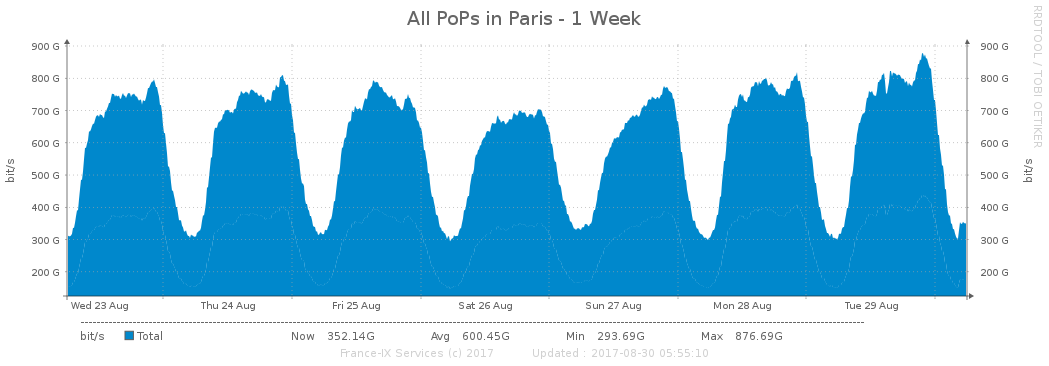 All PoPs in Paris - 1 Week
RRDTOOL / TOBI OETIKER
900 G 900 G
800 G 800 G
700 G 700 G
600 G 600 G
500 G 500 G
400 G 400 G
300 G 300 G
200 G 200 G
bit/s bit/s
Wed 23 Aug Thu 24 Aug Fri 25 Aug Sat 26 Aug Sun 27 Aug Mon 28 Aug Tue 29 Aug
bit/s Total Now 352.14G Avg 600.45G Min 293.69G Max 876.69G
France-IX Services (c) 2017 Updated : 2017-08-30 05:55:10